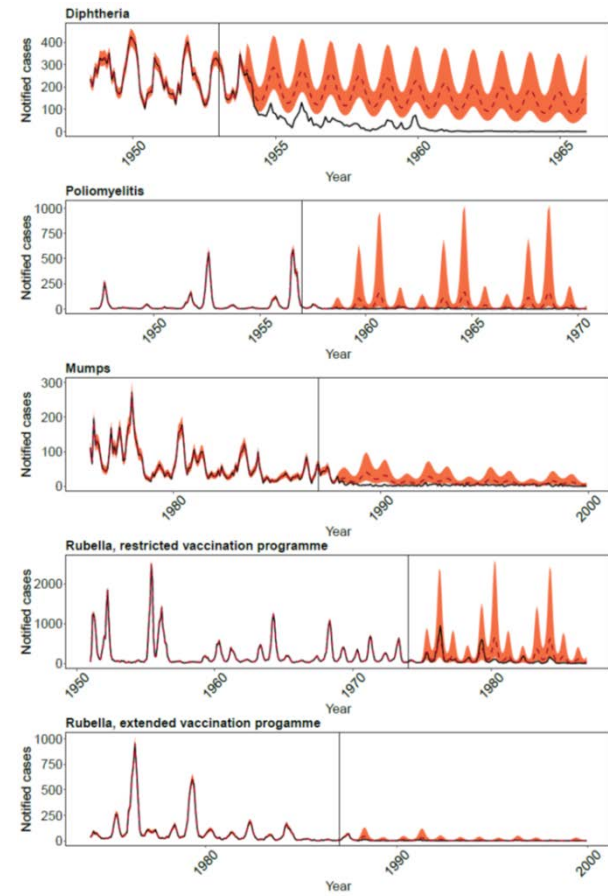 Diphtheria
Notified cases
400
300
200
100
0
1950
1955
1960
1965
Year
Poliomyelitis
Notified cases
1000
750
500
250
0
1950
1955
1960
1965
1970
Year
Mumps
Notified cases
300
200
100
0
1980
1990
2000
Year
Rubella, restricted vaccination programme
Notified cases
2000
1000
0
1950
1960
1970
1980
Year
Rubella, extended vaccination progamme
Notified cases
1000
750
500
250
0
1980
1990
2000
Year